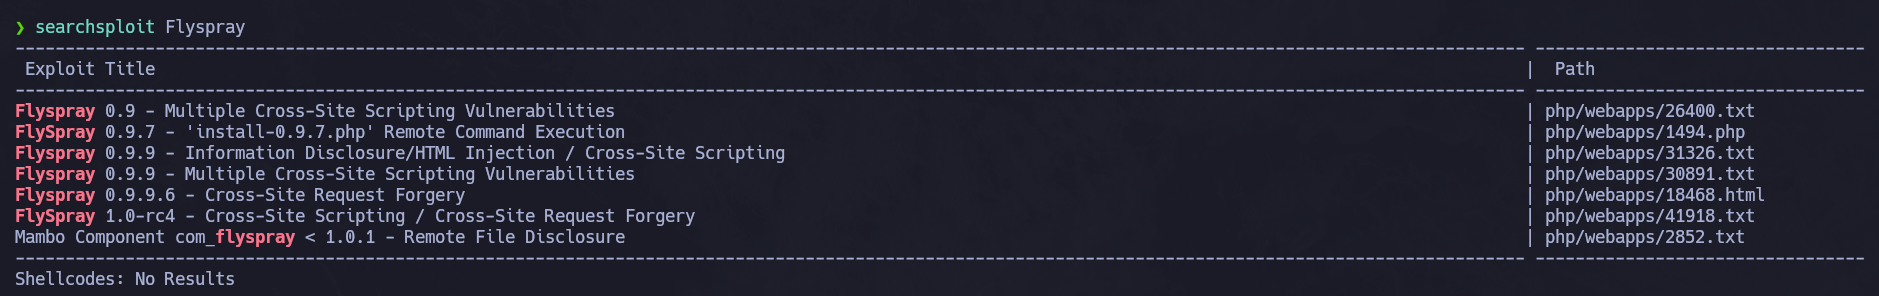 ❯ searchsploit Flyspray
------------------------------------------------------------------------------------------------------------------------------------------------------- ---------------------------------
 Exploit Title                                                                                                                                         |  Path
------------------------------------------------------------------------------------------------------------------------------------------------------- ---------------------------------
Flyspray 0.9 - Multiple Cross-Site Scripting Vulnerabilities                                                                                           | php/webapps/26400.txt
FlySpray 0.9.7 - 'install-0.9.7.php' Remote Command Execution                                                                                          | php/webapps/1494.php
Flyspray 0.9.9 - Information Disclosure/HTML Injection / Cross-Site Scripting                                                                          | php/webapps/31326.txt
Flyspray 0.9.9 - Multiple Cross-Site Scripting Vulnerabilities                                                                                         | php/webapps/30891.txt
Flyspray 0.9.9.6 - Cross-Site Request Forgery                                                                                                          | php/webapps/18468.html
FlySpray 1.0-rc4 - Cross-Site Scripting / Cross-Site Request Forgery                                                                                   | php/webapps/41918.txt
Mambo Component com_flyspray < 1.0.1 - Remote File Disclosure                                                                                          | php/webapps/2852.txt
------------------------------------------------------------------------------------------------------------------------------------------------------- ---------------------------------
Shellcodes: No Results